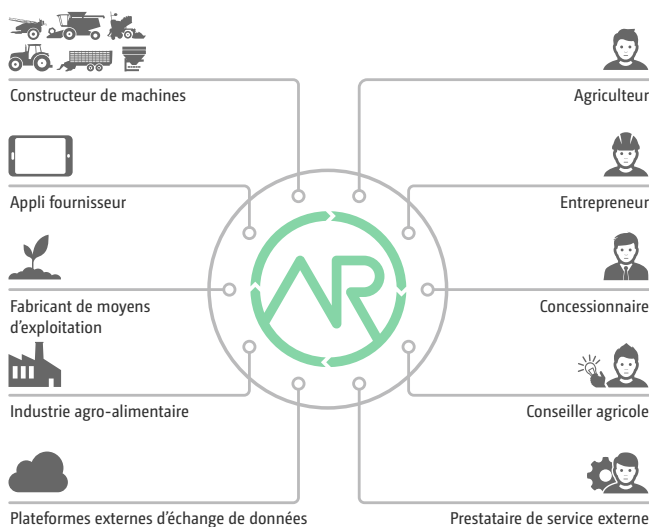 Constructeur de machines
Agriculteur
Appli fournisseur
Entrepreneur
Fabricant de moyens
d'exploitation
Concessionnaire
AR
Industrie agro-alimentaire
Conseiller agricole
Plateformes externes d'échange de données
Prestataire de service externe